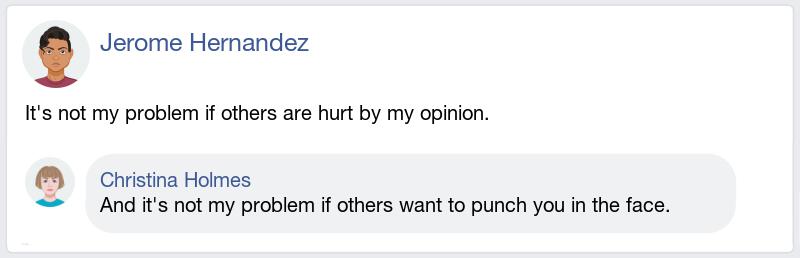 Jerome Hernandez
It's not my problem if others are hurt by my opinion.
Christina Holmes
And it's not my problem if others want to punch you in the face.